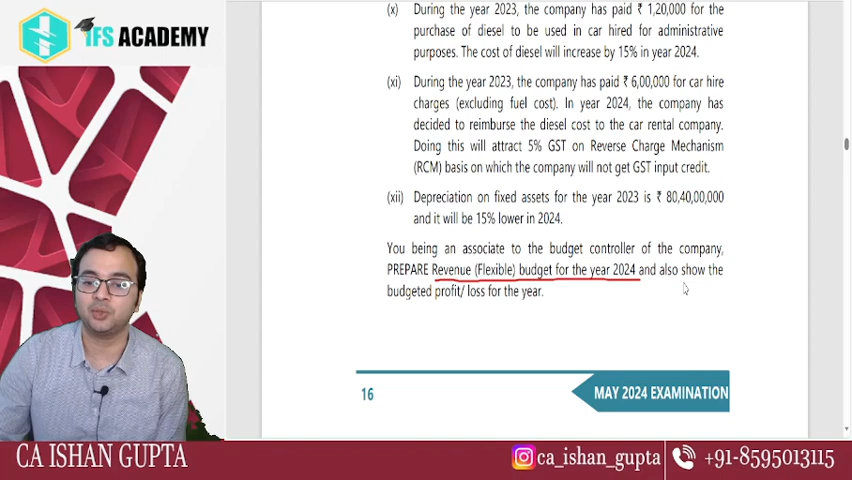 IFS ACADEMY
(x) During the year 2023, the company has paid ₹ 1,20,000 for the
purchase of diesel to be used in car hired for administrative
purposes. The cost of diesel will increase by 15% in year 2024.
(xi) During the year 2023, the company has paid ₹ 6,00,000 for car hire
charges (excluding fuel cost). In year 2024, the company has
decided to reimburse the diesel cost to the car rental company.
Doing this will attract 5% GST on Reverse Charge Mechanism
(RCM) basis on which the company will not get GST input credit.
(xii) Depreciation on fixed assets for the year 2023 is ₹ 80,40,00,000
and it will be 15% lower in 2024.
You being an associate to the budget controller of the company,
PREPARE Revenue (Flexible) budget for the year 2024 and also show the
budgeted profit/ loss for the year.
16
MAY 2024 EXAMINATION
CA ISHAN GUPTA
ca_ishan_gupta
+91-8595013115